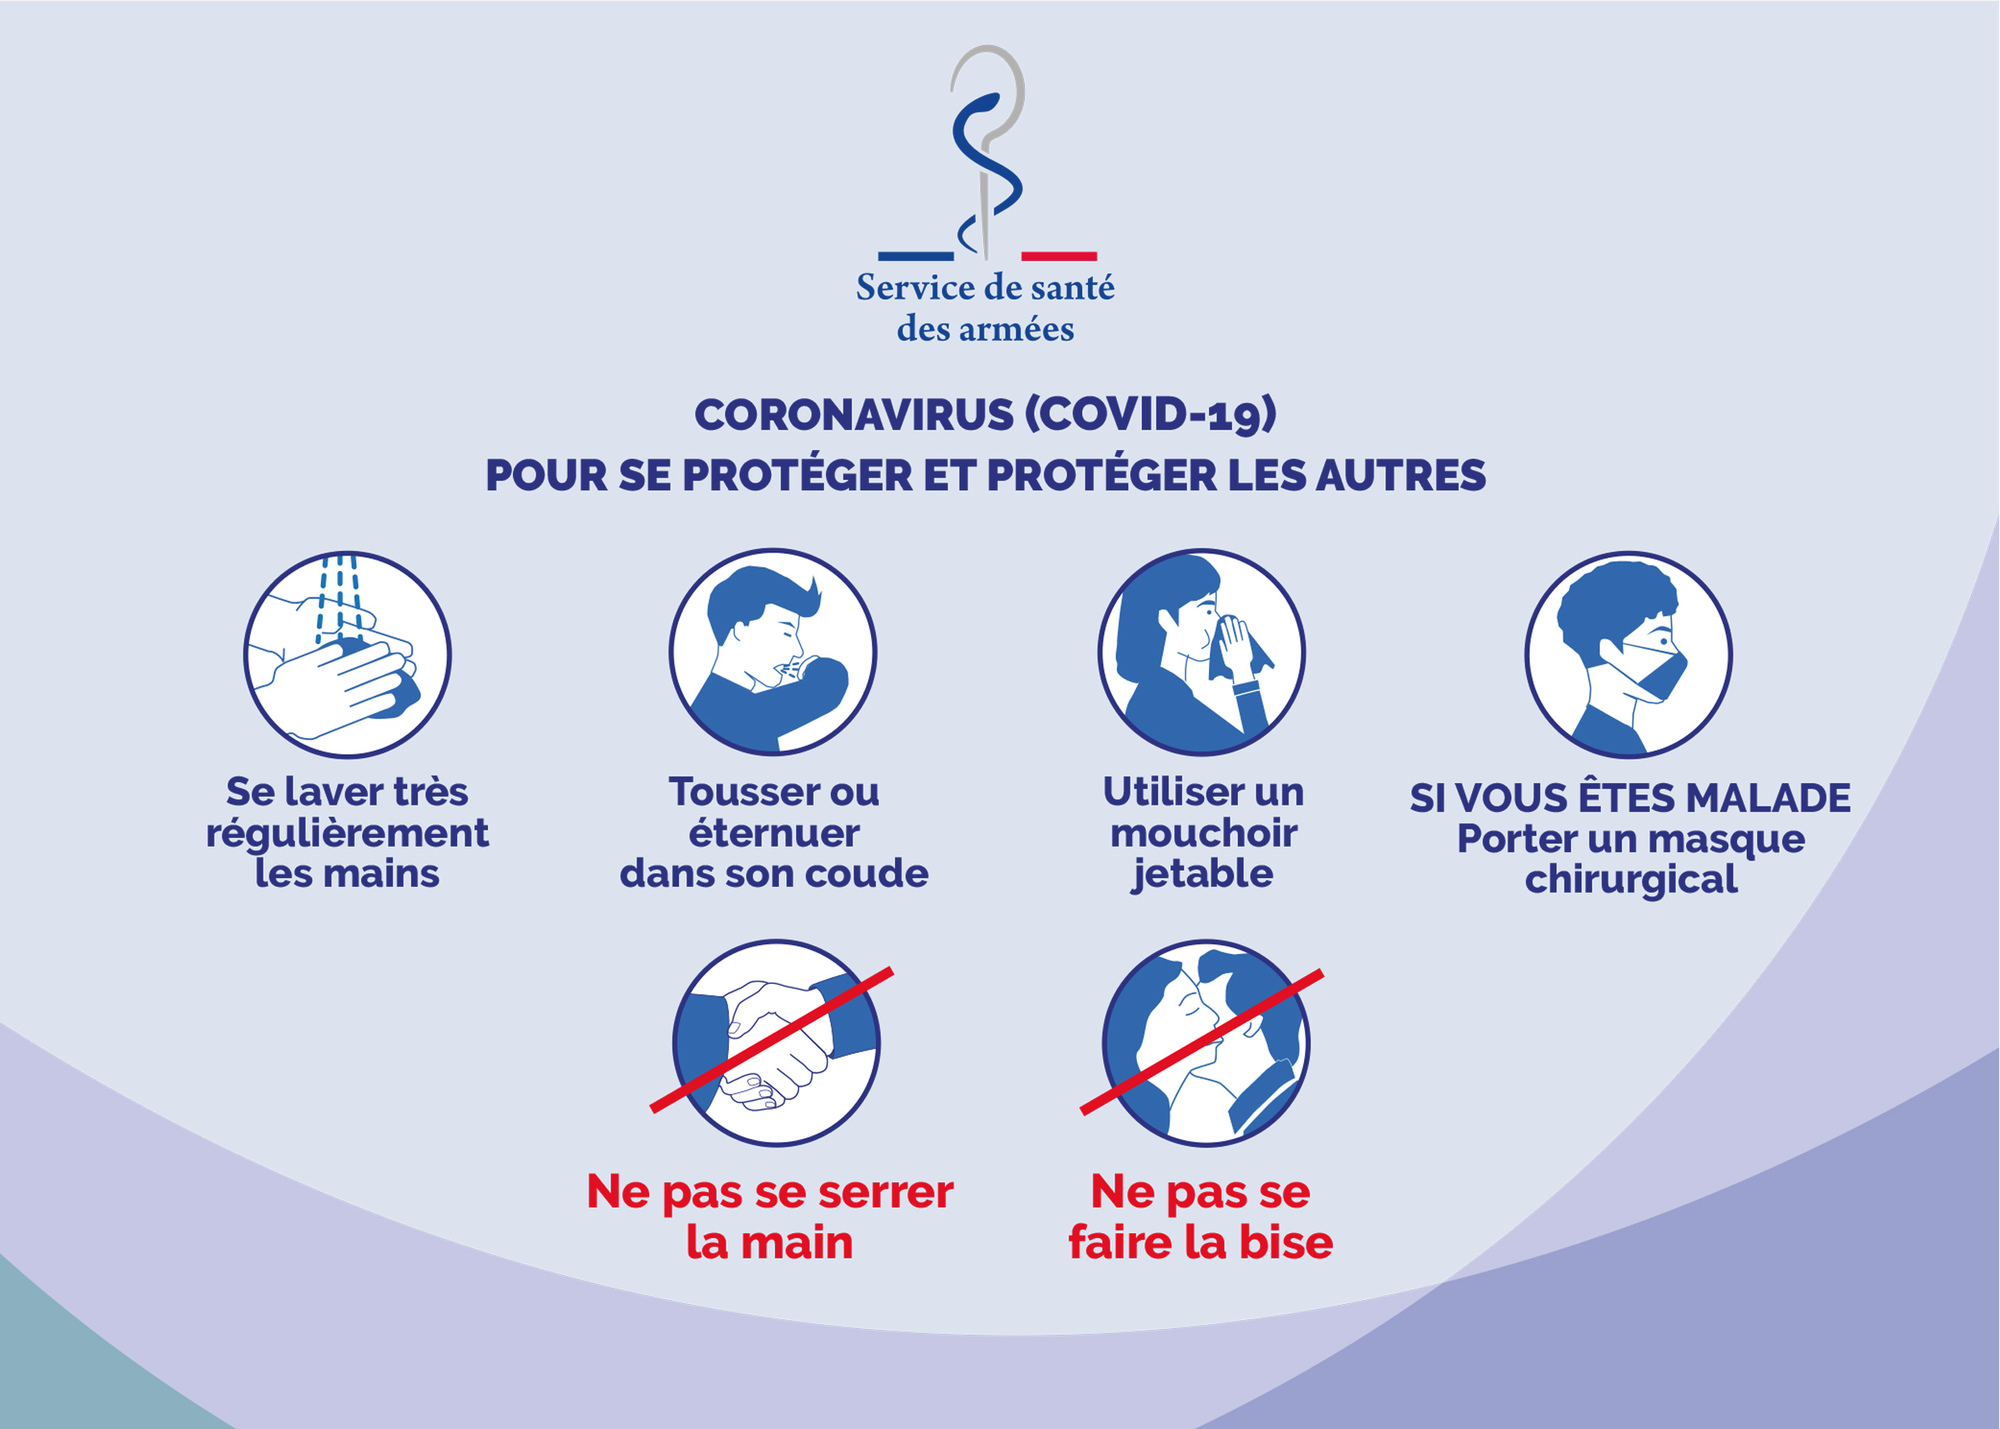 Service de santé
des armées
CORONAVIRUS (COVID-19)
POUR SE PROTÉGER ET PROTÉGER LES AUTRES
Se laver très
régulièrement
les mains
Tousser ou
éternuer
dans son coude
Utiliser un
mouchoir
jetable
SI VOUS ÊTES MALADE
Porter un masque
chirurgical
Ne pas se serrer
la main
Ne pas se
faire la bise